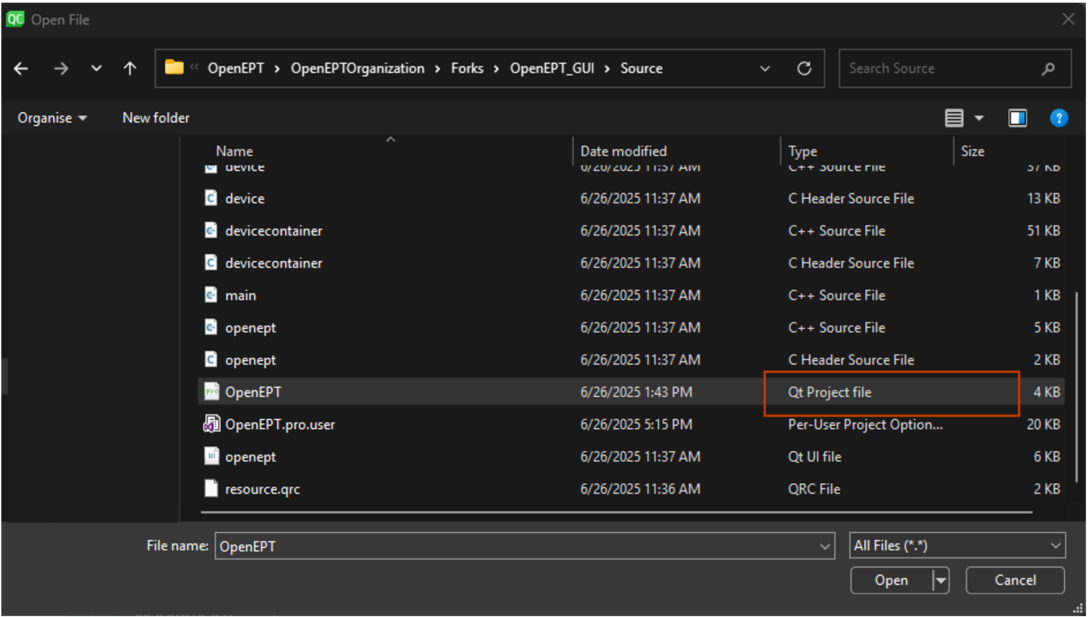 QC Open File
« OpenEPT > OpenEPTOrganization > Forks > OpenEPT_GUI > Source
Search Source
Organise New folder
Name Date modified Type Size
device 6/26/2025 11:37 AM C++ Source File 37 KB
device 6/26/2025 11:37 AM C Header Source File 13 KB
devicecontainer 6/26/2025 11:37 AM C++ Source File 51 KB
devicecontainer 6/26/2025 11:37 AM C Header Source File 7 KB
main 6/26/2025 11:37 AM C++ Source File 1 KB
openept 6/26/2025 11:37 AM C++ Source File 5 KB
openept 6/26/2025 11:37 AM C Header Source File 2 KB
OpenEPT 6/26/2025 1:43 PM Qt Project file 4 KB
OpenEPT.pro.user 6/26/2025 5:15 PM Per-User Project Option... 20 KB
openept 6/26/2025 11:37 AM Qt UI file 6 KB
resource.qrc 6/26/2025 11:36 AM QRC File 2 KB
File name: OpenEPT All Files (*.*)
Open Cancel